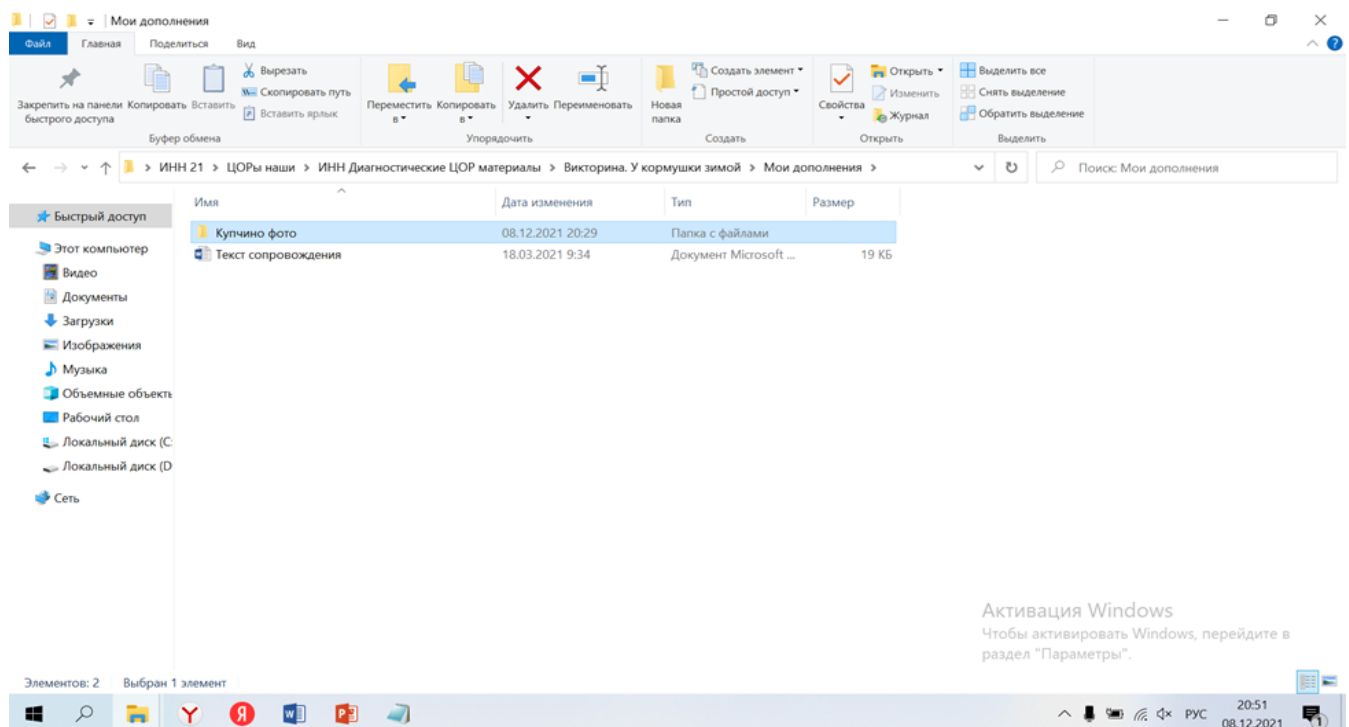 Мои дополнения
Файл Главная Поделиться Вид
Закрепить на панели быстрого доступа
Копировать
Вставить
Вырезать
Скопировать путь
Вставить ярлык
Буфер обмена
Переместить в
Копировать в
Удалить
Переименовать
Упорядочить
Новая папка
Создать элемент
Простой доступ
Создать
Свойства
Открыть
Изменить
Журнал
Открыть
Выделить все
Снять выделение
Обратить выделение
Выделить
> ИНН 21 > ЦОРы наши > ИНН Диагностические ЦОР материалы > Викторина. У кормушки зимой > Мои дополнения >
Поиск: Мои дополнения
Имя Дата изменения Тип Размер
Купчино фото 08.12.2021 20:29 Папка с файлами
Текст сопровождения 18.03.2021 9:34 Документ Microsoft ... 19 КБ
Быстрый доступ
Этот компьютер
Видео
Документы
Загрузки
Изображения
Музыка
Объемные объекты
Рабочий стол
Локальный диск (C:
Локальный диск (D
Сеть
Активация Windows
Чтобы активировать Windows, перейдите в
раздел "Параметры".
Элементов: 2 Выбран 1 элемент
РУС
20:51
08.12.2021